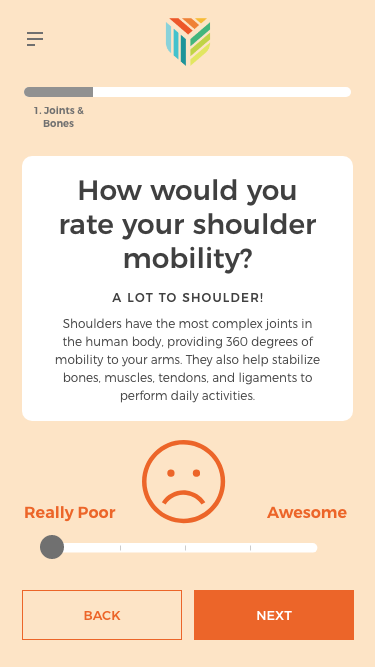 1. Joints &
Bones
How would you
rate your shoulder
mobility?
A LOT TO SHOULDER!
Shoulders have the most complex joints in
the human body, providing 360 degrees of
mobility to your arms. They also help stabilize
bones, muscles, tendons, and ligaments to
perform daily activities.
Really Poor
Awesome
BACK
NEXT